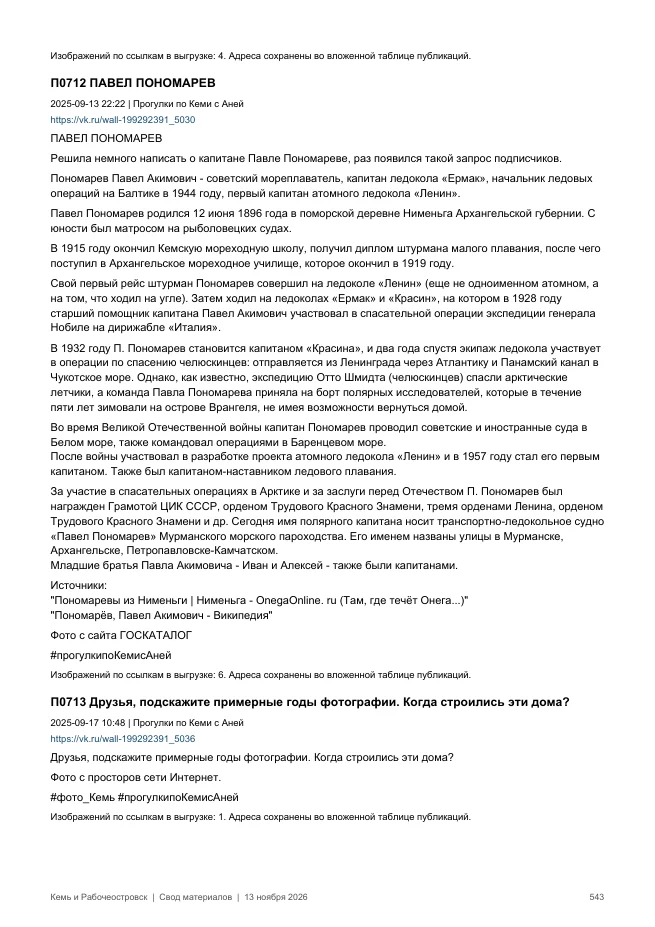 Изображений по ссылкам в выгрузке: 4. Адреса сохранены во вложенной таблице публикаций.
П0712 ПАВЕЛ ПОНОМАРЕВ
2025-09-13 22:22 | Прогулки по Кеми с Аней
https://vk.ru/wall-199292391_5030
ПАВЕЛ ПОНОМАРЕВ
Решила немного написать о капитане Павле Пономареве, раз появился такой запрос подписчиков.
Пономарев Павел Акимович - советский мореплаватель, капитан ледокола «Ермак», начальник ледовых
операций на Балтике в 1944 году, первый капитан атомного ледокола «Ленин».
Павел Пономарев родился 12 июня 1896 года в поморской деревне Нименьга Архангельской губернии. С
юности был матросом на рыболовецких судах.
В 1915 году окончил Кемскую мореходную школу, получил диплом штурмана малого плавания, после чего
поступил в Архангельское мореходное училище, которое окончил в 1919 году.
Свой первый рейс штурман Пономарев совершил на ледоколе «Ленин» (еще не одноименном атомном, а
на том, что ходил на угле). Затем ходил на ледоколах «Ермак» и «Красин», на котором в 1928 году
старший помощник капитана Павел Акимович участвовал в спасательной операции экспедиции генерала
Нобиле на дирижабле «Италия».
В 1932 году П. Пономарев становится капитаном «Красина», и два года спустя экипаж ледокола участвует
в операции по спасению челюскинцев: отправляется из Ленинграда через Атлантику и Панамский канал в
Чукотское море. Однако, как известно, экспедицию Отто Шмидта (челюскинцев) спасли арктические
летчики, а команда Павла Пономарева приняла на борт полярных исследователей, которые в течение
пяти лет зимовали на острове Врангеля, не имея возможности вернуться домой.
Во время Великой Отечественной войны капитан Пономарев проводил советские и иностранные суда в
Белом море, также командовал операциями в Баренцевом море.
После войны участвовал в разработке проекта атомного ледокола «Ленин» и в 1957 году стал его первым
капитаном. Также был капитаном-наставником ледового плавания.
За участие в спасательных операциях в Арктике и за заслуги перед Отечеством П. Пономарев был
награжден Грамотой ЦИК СССР, орденом Трудового Красного Знамени, тремя орденами Ленина, орденом
Трудового Красного Знамени и др. Сегодня имя полярного капитана носит транспортно-ледокольное судно
«Павел Пономарев» Мурманского морского пароходства. Его именем названы улицы в Мурманске,
Архангельске, Петропавловске-Камчатском.
Младшие братья Павла Акимовича - Иван и Алексей - также были капитанами.
Источники:
"Пономаревы из Нименьги | Нименьга - OnegaOnline. ru (Там, где течёт Онега...)"
"Пономарёв, Павел Акимович - Википедия"
Фото с сайта ГОСКАТАЛОГ
#прогулкипоКемисАней
Изображений по ссылкам в выгрузке: 6. Адреса сохранены во вложенной таблице публикаций.
П0713 Друзья, подскажите примерные годы фотографии. Когда строились эти дома?
2025-09-17 10:48 | Прогулки по Кеми с Аней
https://vk.ru/wall-199292391_5036
Друзья, подскажите примерные годы фотографии. Когда строились эти дома?
Фото с просторов сети Интернет.
#фото_Кемь #прогулкипоКемисАней
Изображений по ссылкам в выгрузке: 1. Адреса сохранены во вложенной таблице публикаций.
Кемь и Рабочеостровск | Свод материалов | 13 ноября 2026
543